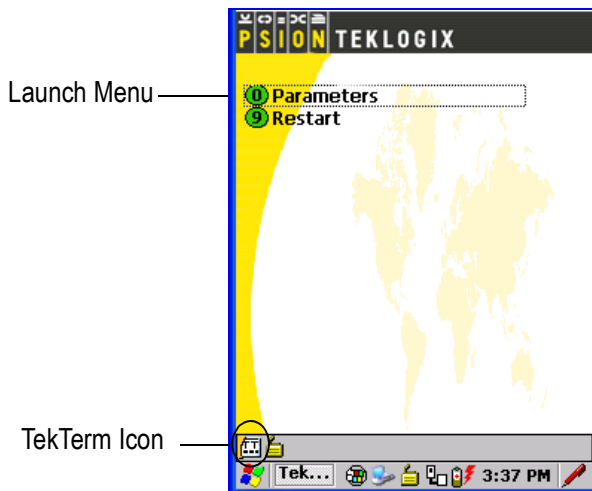 PSION TEKLOGIX
Launch Menu
0 Parameters
9 Restart
TekTerm Icon
Tek... 3:37 PM